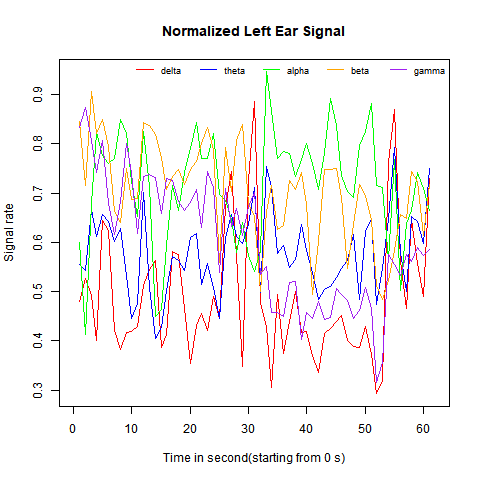 Normalized Left Ear Signal
delta theta alpha beta gamma
Signal rate
0.9
0.8
0.7
0.6
0.5
0.4
0.3
0 10 20 30 40 50 60
Time in second(starting from 0 s)